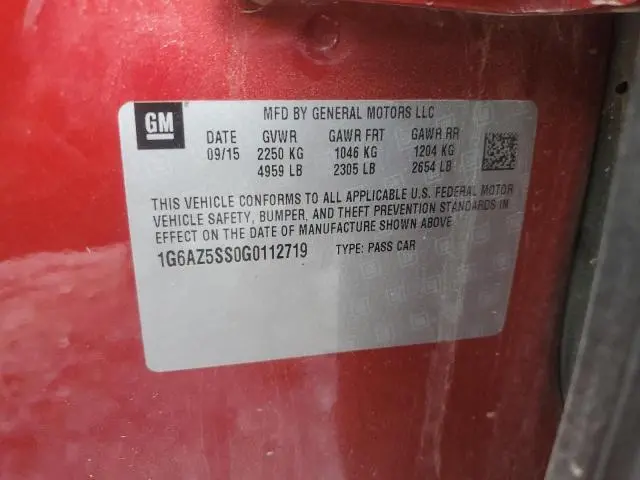 GM
MFD BY GENERAL MOTORS LLC
DATE GVWR GAWR FRT GAWR RR
09/15 2250 KG 1046 KG 1204 KG
4959 LB 2305 LB 2654 LB
THIS VEHICLE CONFORMS TO ALL APPLICABLE U.S. FEDERAL MOTOR
VEHICLE SAFETY, BUMPER, AND THEFT PREVENTION STANDARDS IN
EFFECT ON THE DATE OF MANUFACTURE SHOWN ABOVE
1G6AZ5SS0G0112719 TYPE: PASS CAR